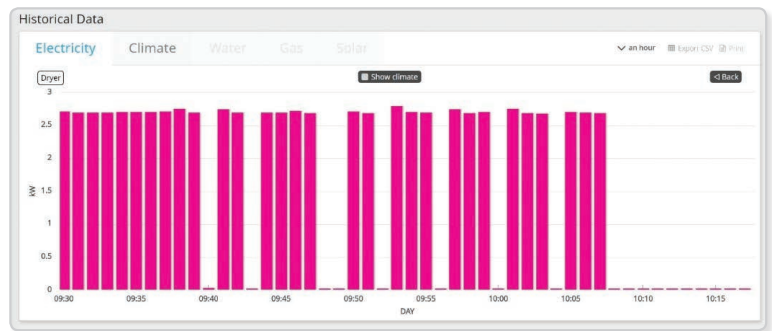 Historical Data
Electricity Climate Water Gas Solar an hour Export CSV Print
Dryer Show climate Back
3
2.5
2
1.5
1
0.5
0
kW
09:30 09:35 09:40 09:45 09:50 09:55 10:00 10:05 10:10 10:15
DAY